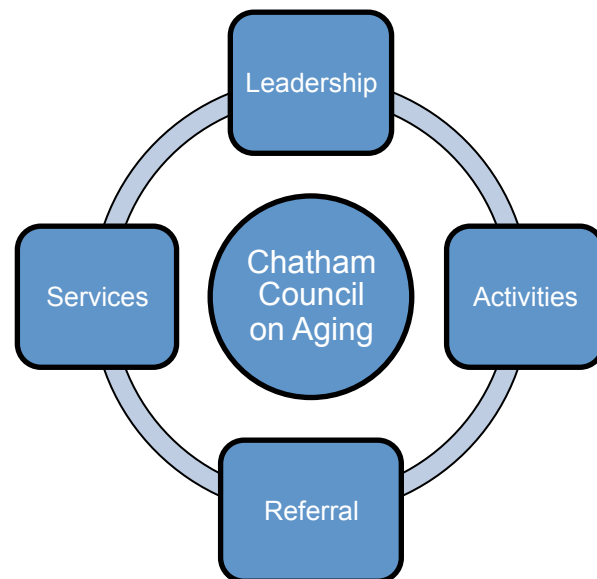 Leadership
Services
Chatham
Council
on Aging
Activities
Referral